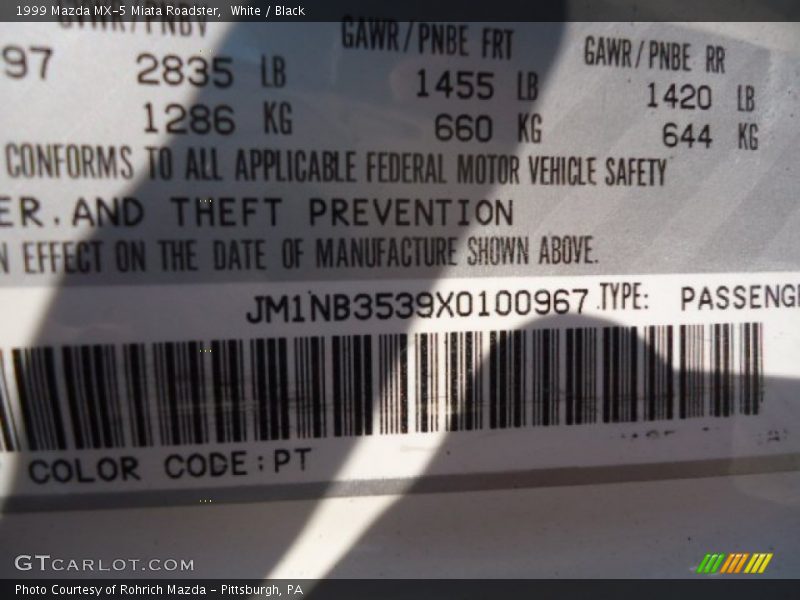 1999 Mazda MX-5 Miata Roadster, White / Black
GVWR/PNBV GAWR/PNBE FRT GAWR/PNBE RR
97 2835 LB 1455 LB 1420 LB
1286 KG 660 KG 644 KG
CONFORMS TO ALL APPLICABLE FEDERAL MOTOR VEHICLE SAFETY
ER.AND THEFT PREVENTION
N EFFECT ON THE DATE OF MANUFACTURE SHOWN ABOVE.
JM1NB3539X0100967 TYPE: PASSENGE
COLOR CODE:PT
GTCARLOT.COM
Photo Courtesy of Rohrich Mazda - Pittsburgh, PA